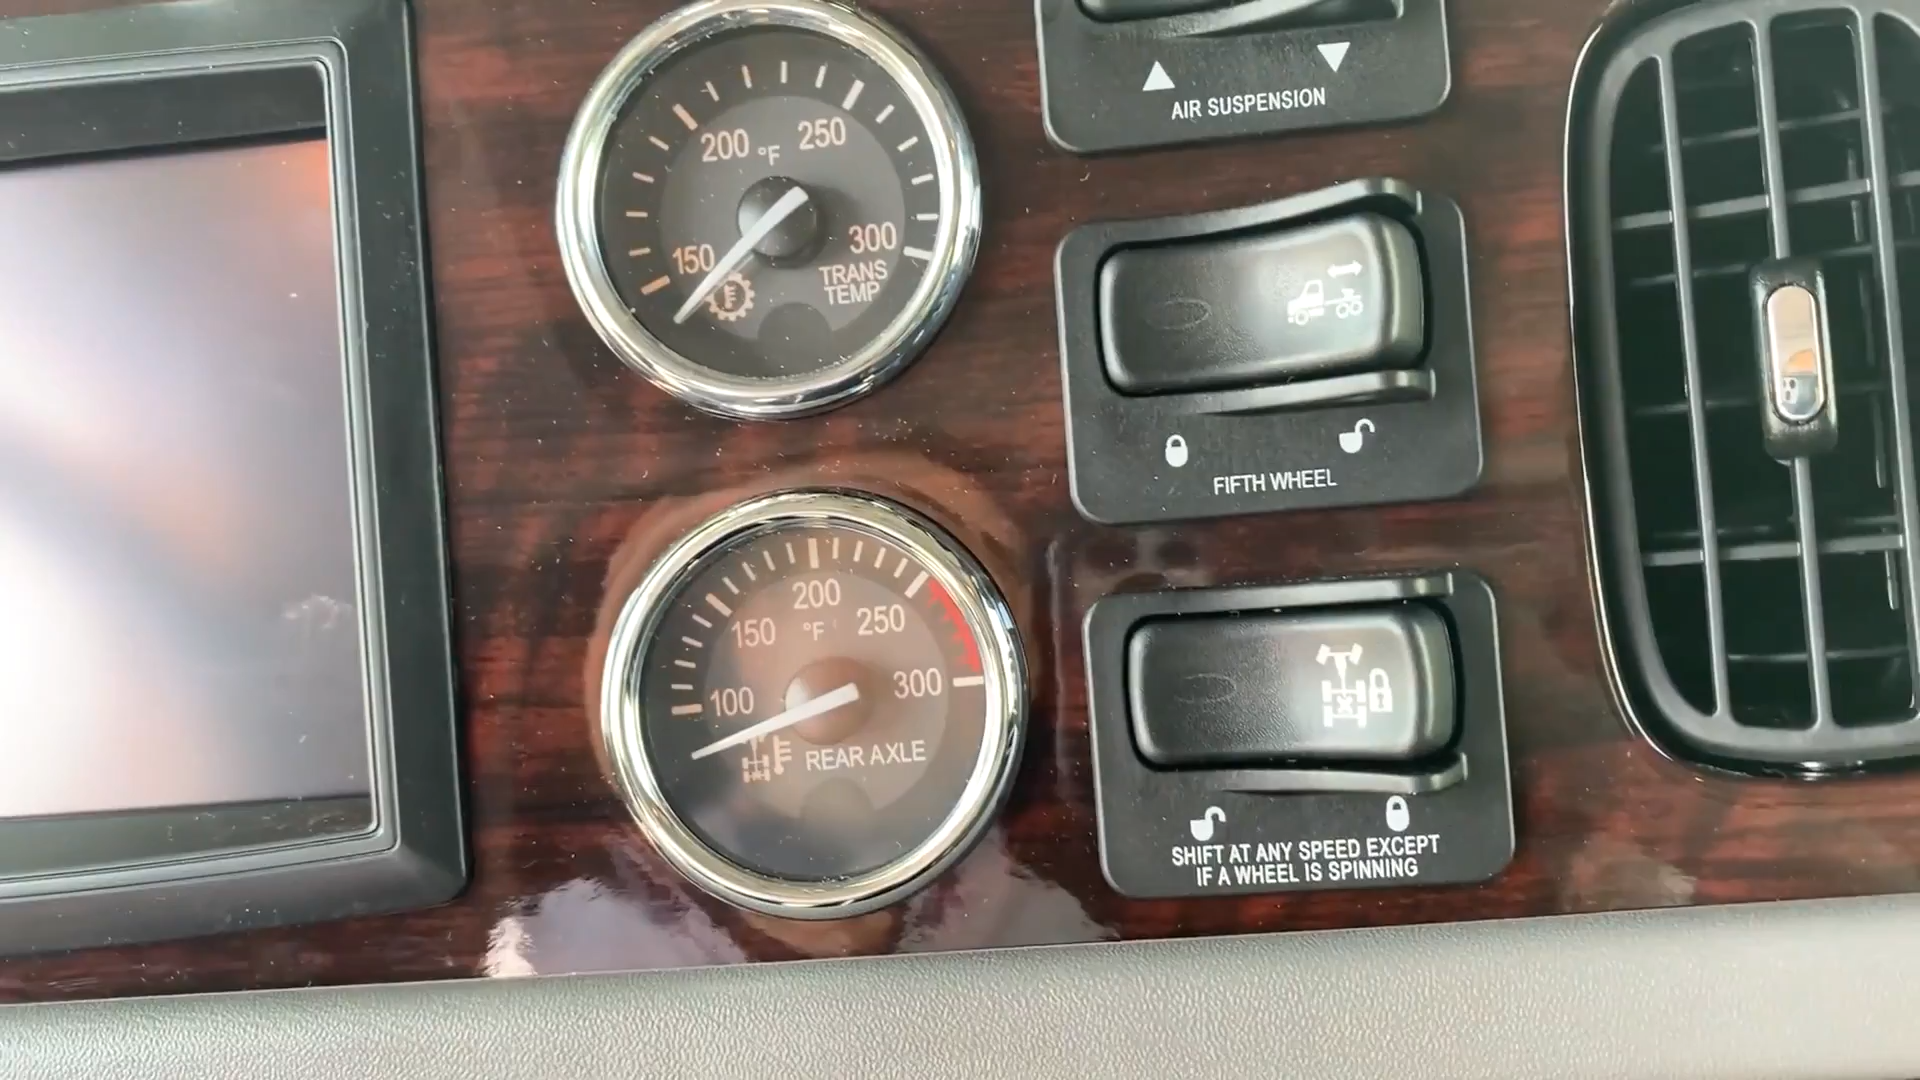 200
°F
250
150
300
TRANS
TEMP
AIR SUSPENSION
FIFTH WHEEL
200
150
°F
250
100
300
REAR AXLE
SHIFT AT ANY SPEED EXCEPT
IF A WHEEL IS SPINNING